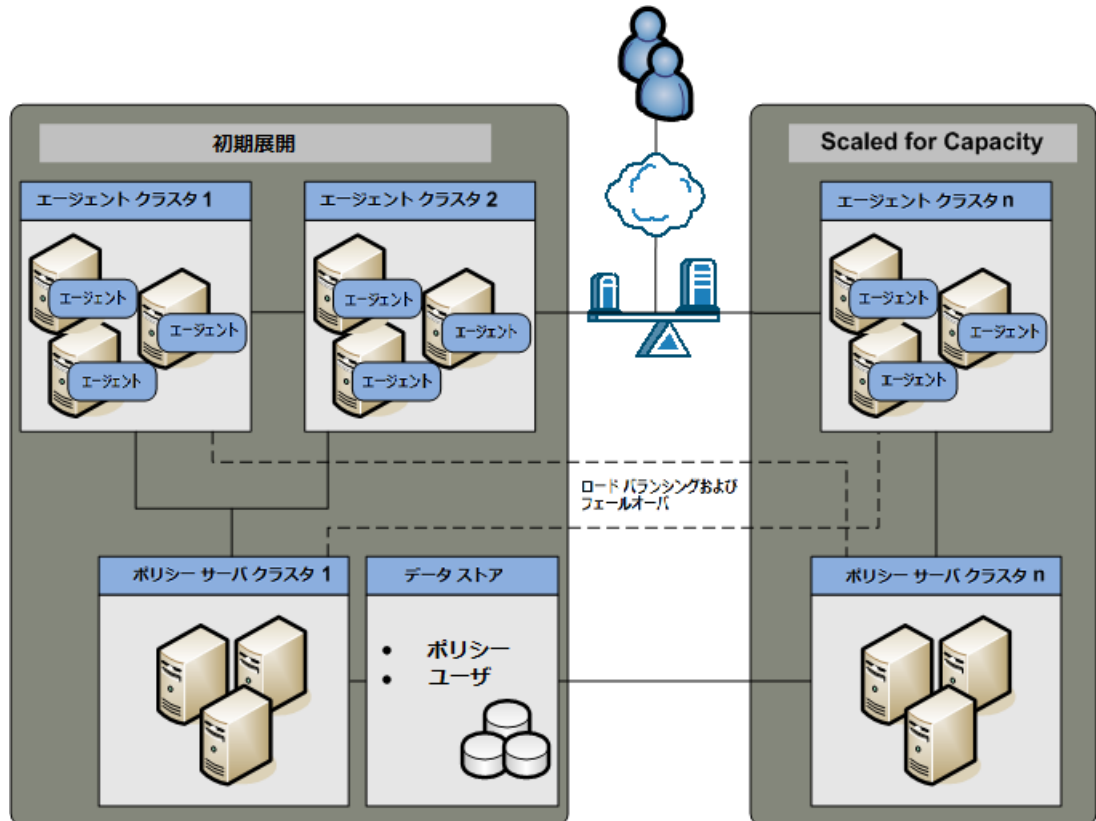 初期展開
Scaled for Capacity
エージェント クラスタ 1
エージェント クラスタ 2
エージェント クラスタ n
エージェント
エージェント
エージェント
エージェント
エージェント
エージェント
エージェント
エージェント
エージェント
ロード バランシングおよび
フェールオーバ
ポリシー サーバ クラスタ 1
データ ストア
ポリシー サーバ クラスタ n
• ポリシー
• ユーザ